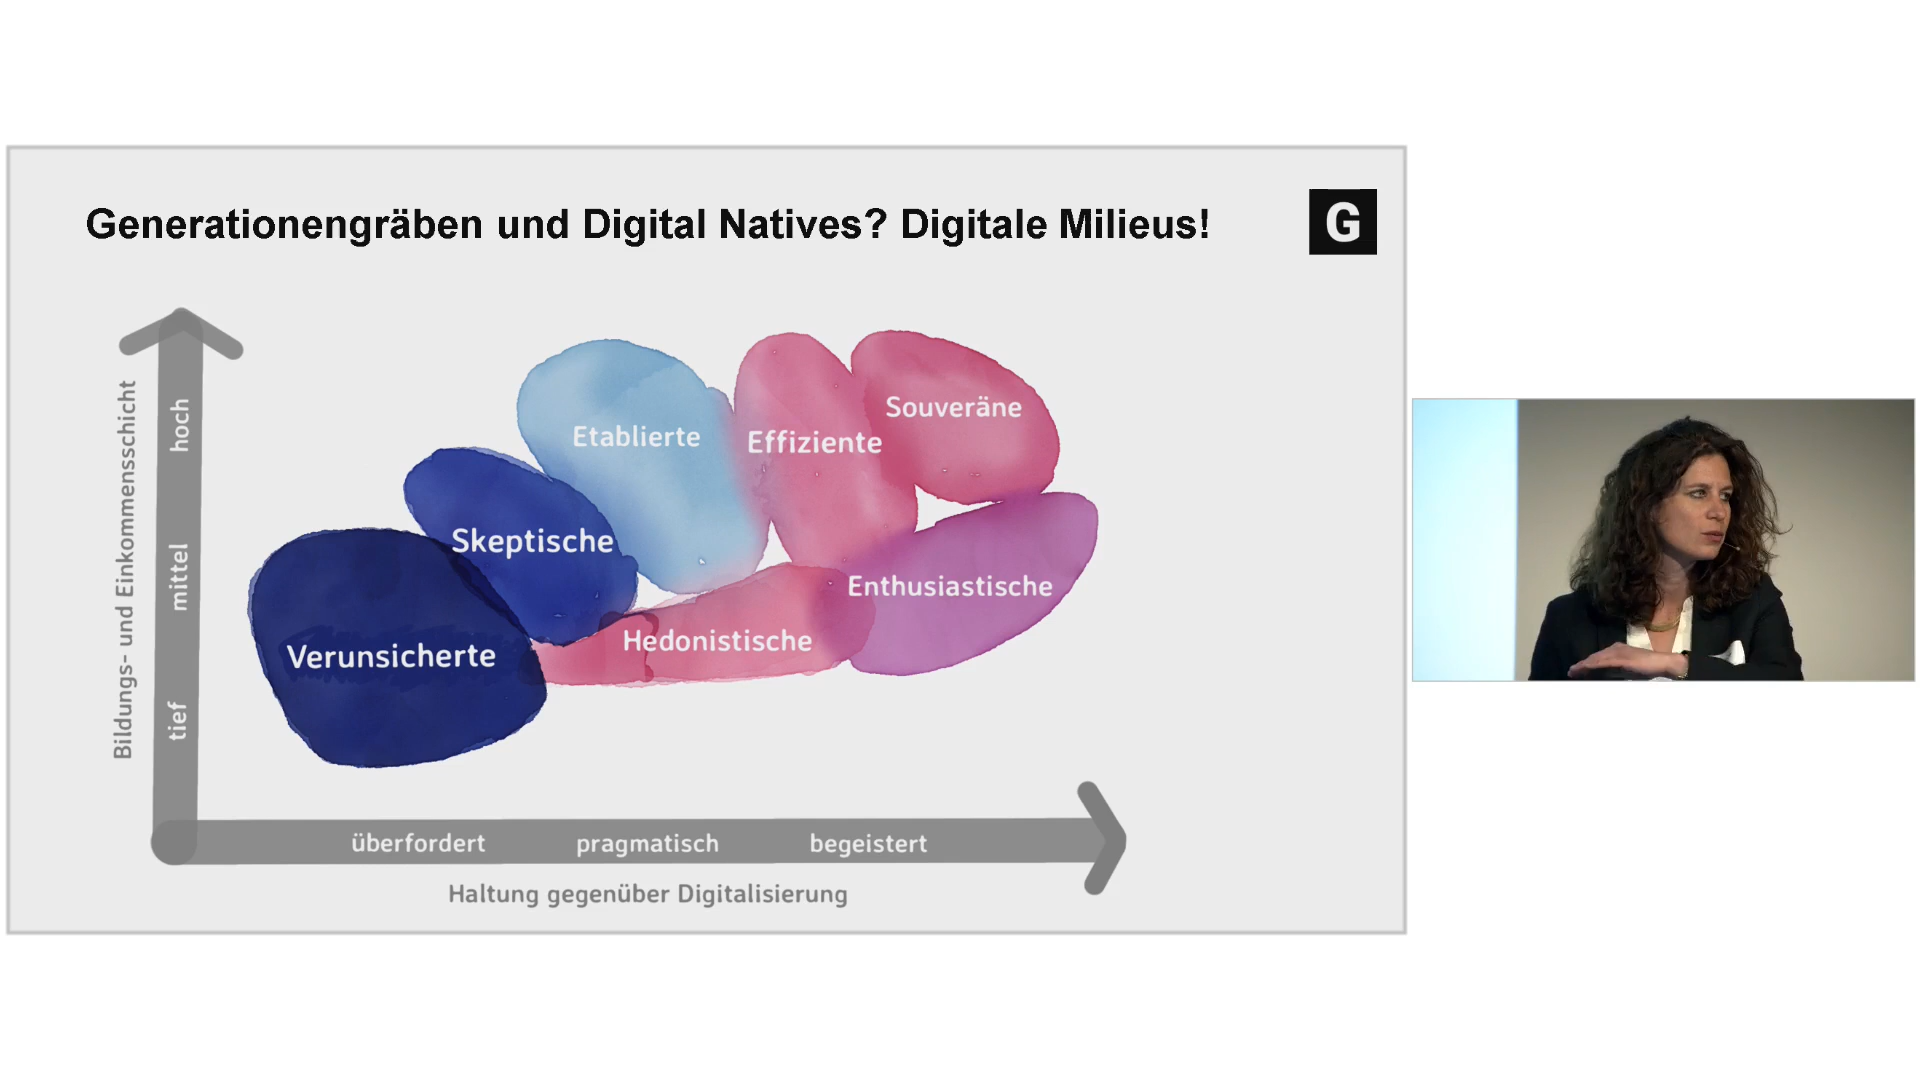 Generationengräben und Digital Natives? Digitale Milieus!
G
Bildungs- und Einkommensschicht
hoch
mittel
tief
Etablierte
Effiziente
Souveräne
Skeptische
Enthusiastische
Verunsicherte
Hedonistische
überfordert
pragmatisch
begeistert
Haltung gegenüber Digitalisierung